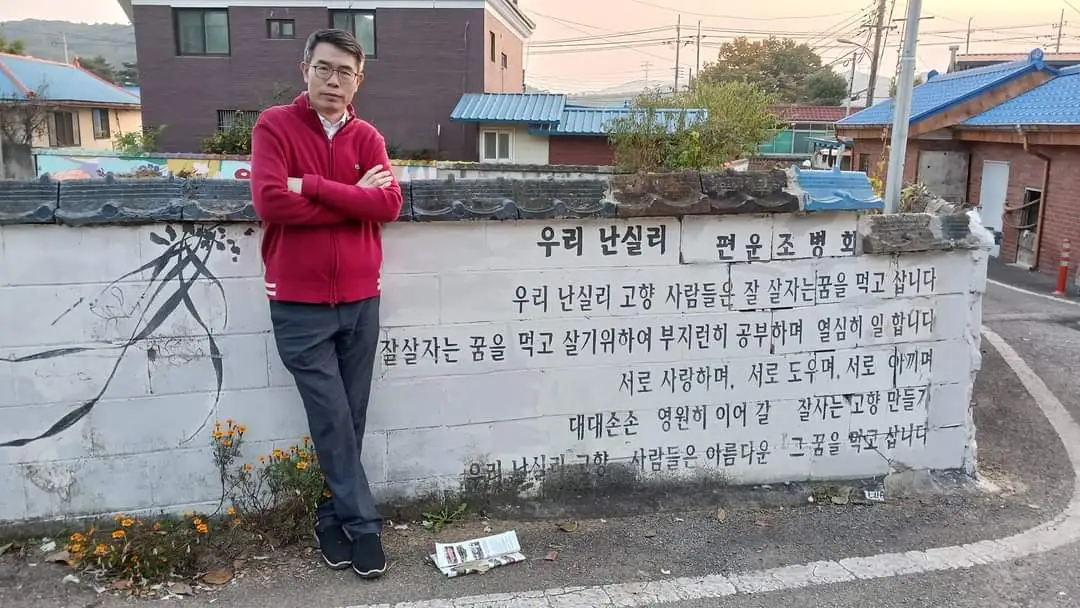 우리 난실리 편운조병화
우리 난실리 고향 사람들은 잘 살자는 꿈을 먹고 삽니다
잘살자는 꿈을 먹고 살기위하여 부지런히 공부하며 열심히 일 합니다
서로 사랑하며, 서로 도우며, 서로 아끼며
대대손손 영원히 이어 갈 잘사는 고향 만들기
우리 난실리 고향 사람들은 아름다운 그 꿈을 먹고 삽니다